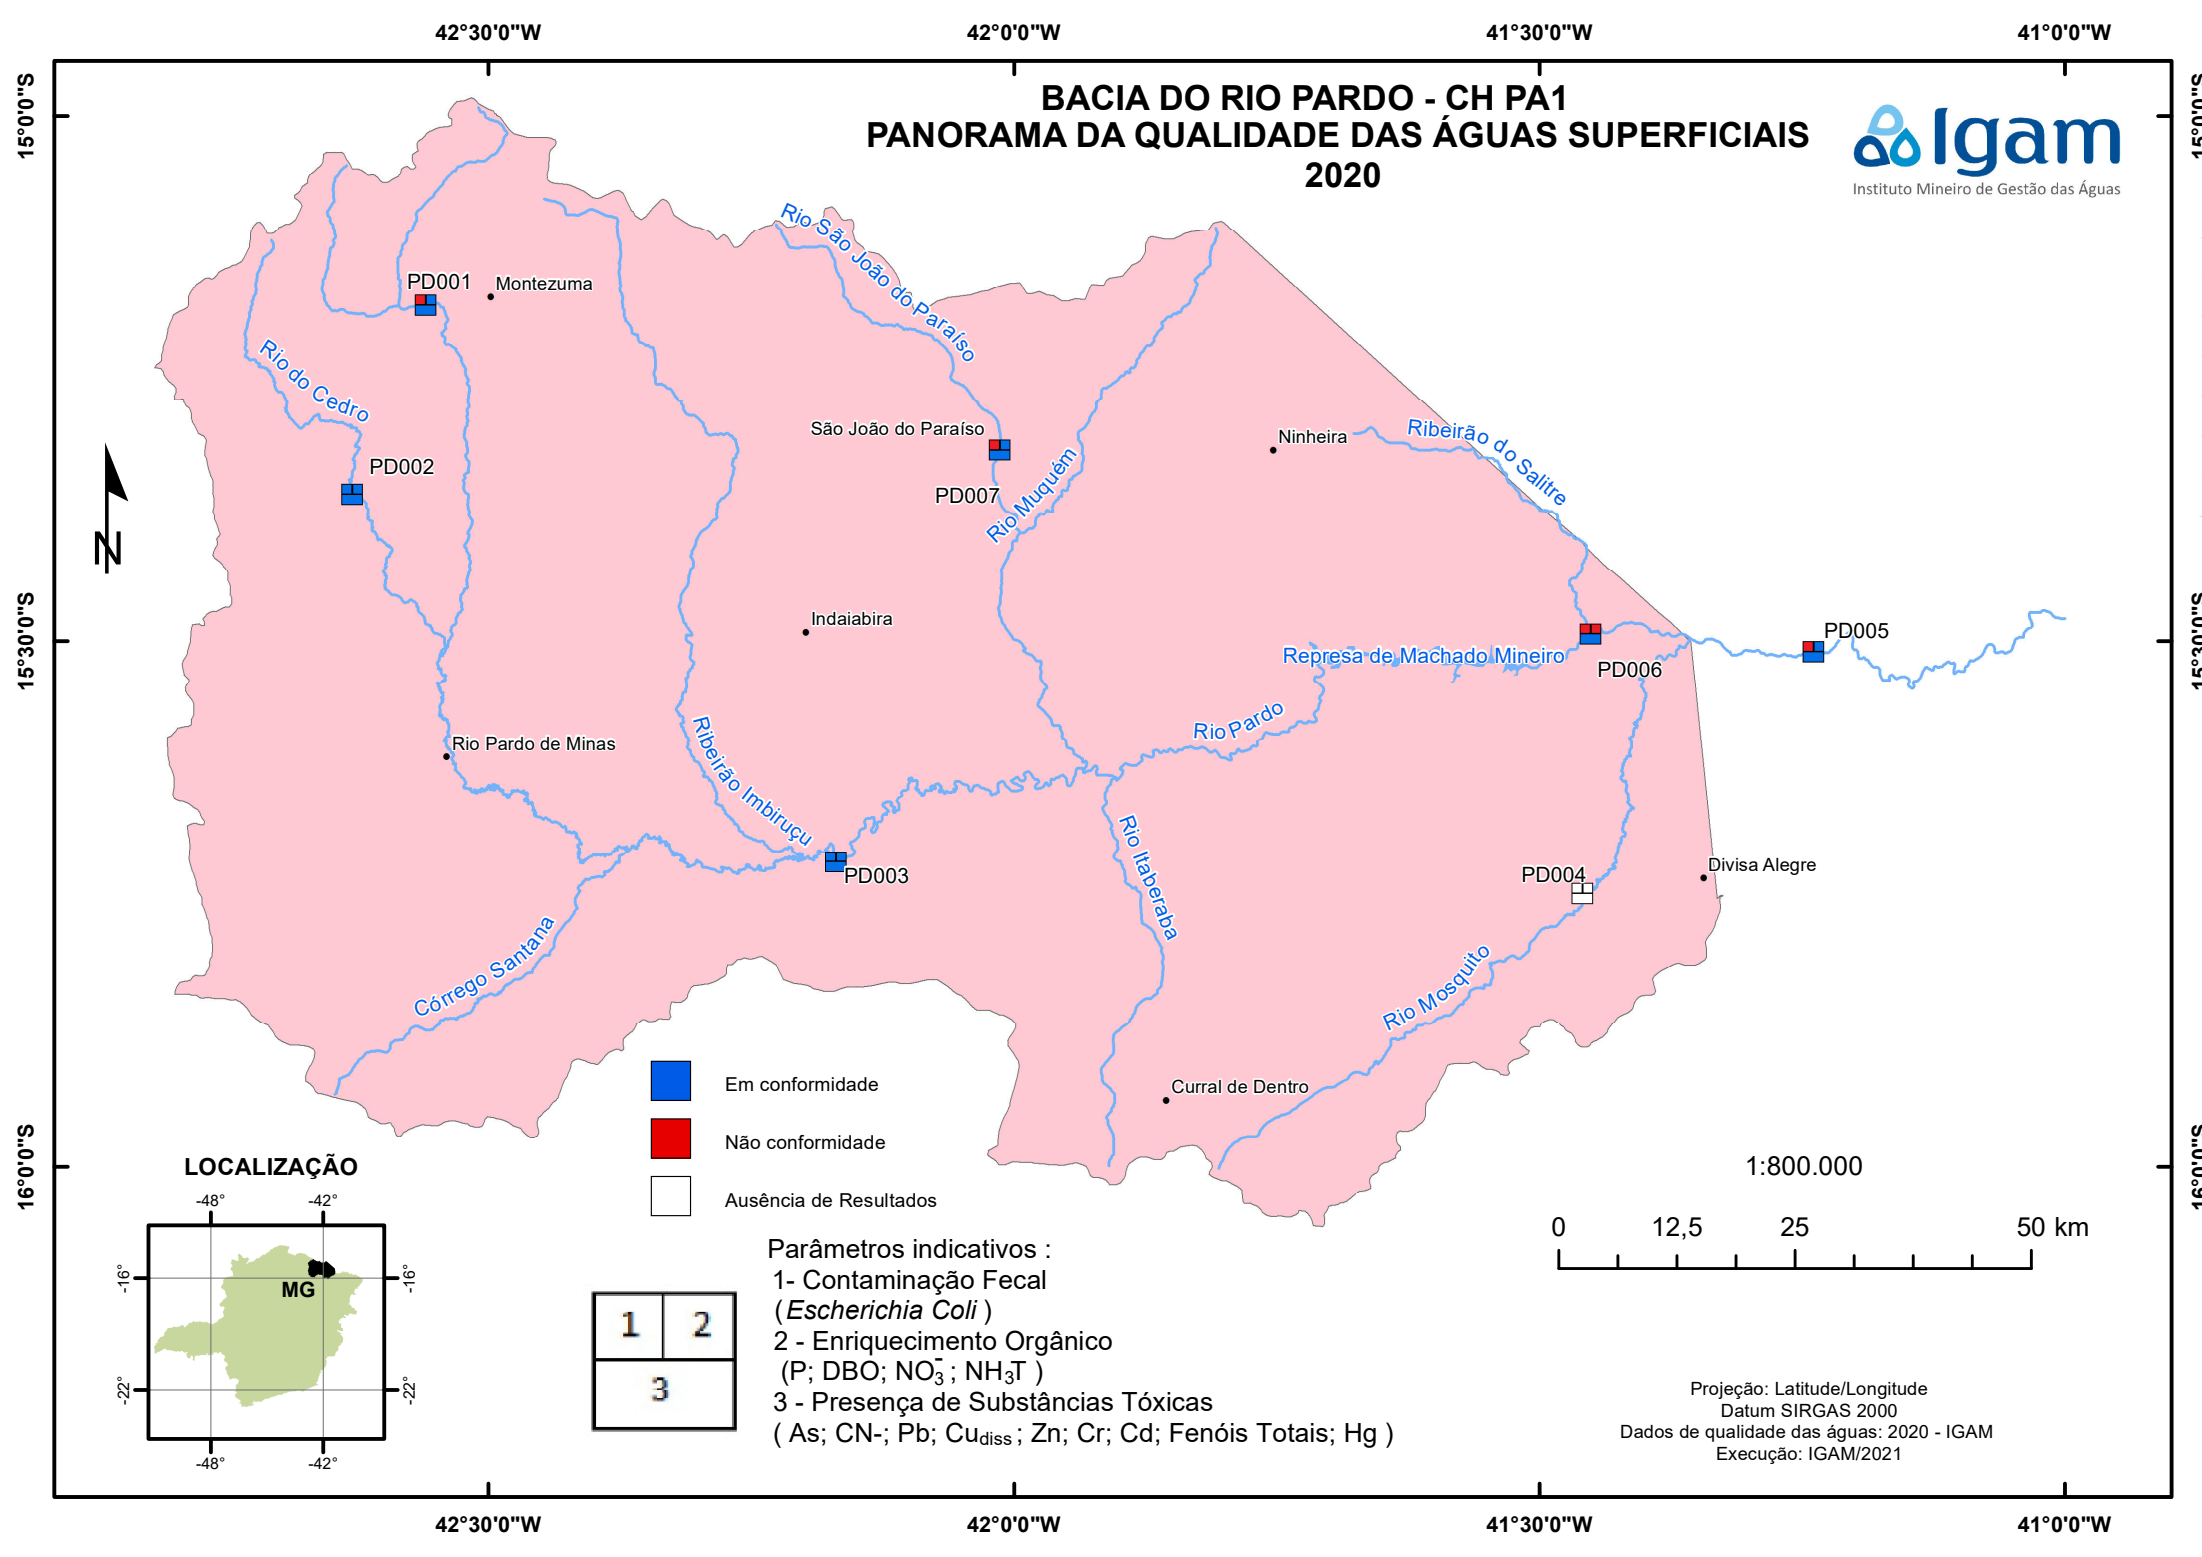 42°30'0"W
42°0'0"W
41°30'0"W
41°0'0"W
15°0'0"S
15°0'0"S
BACIA DO RIO PARDO - CH PA1
PANORAMA DA QUALIDADE DAS ÁGUAS SUPERFICIAIS
2020
Igam
Instituto Mineiro de Gestão das Águas
Rio São João do Paraíso
PD001
Montezuma
Rio do Cedro
São João do Paraíso
Ninheira
Ribeirão do Salitre
PD002
PD007
Rio Muquém
N
Indaiabira
15°30'0"S
15°30'0"S
PD005
Represa de Machado Mineiro
PD006
Rio Pardo
Rio Pardo de Minas
Ribeirão Imbiruçu
PD003
Rio Itaberaba
PD004
Divisa Alegre
Córrego Santana
Rio Mosquito
Curral de Dentro
Em conformidade
Não conformidade
Ausência de Resultados
16°0'0"S
16°0'0"S
LOCALIZAÇÃO
-48°
-42°
-16°
-16°
MG
-22°
-22°
-48°
-42°
1:800.000
0 12,5 25 50 km
1 2
3
Parâmetros indicativos :
1- Contaminação Fecal
(Escherichia Coli )
2 - Enriquecimento Orgânico
(P; DBO; NO₃⁻ ; NH₃T )
3 - Presença de Substâncias Tóxicas
( As; CN-; Pb; Cudiss ; Zn; Cr; Cd; Fenóis Totais; Hg )
Projeção: Latitude/Longitude
Datum SIRGAS 2000
Dados de qualidade das águas: 2020 - IGAM
Execução: IGAM/2021
42°30'0"W
42°0'0"W
41°30'0"W
41°0'0"W